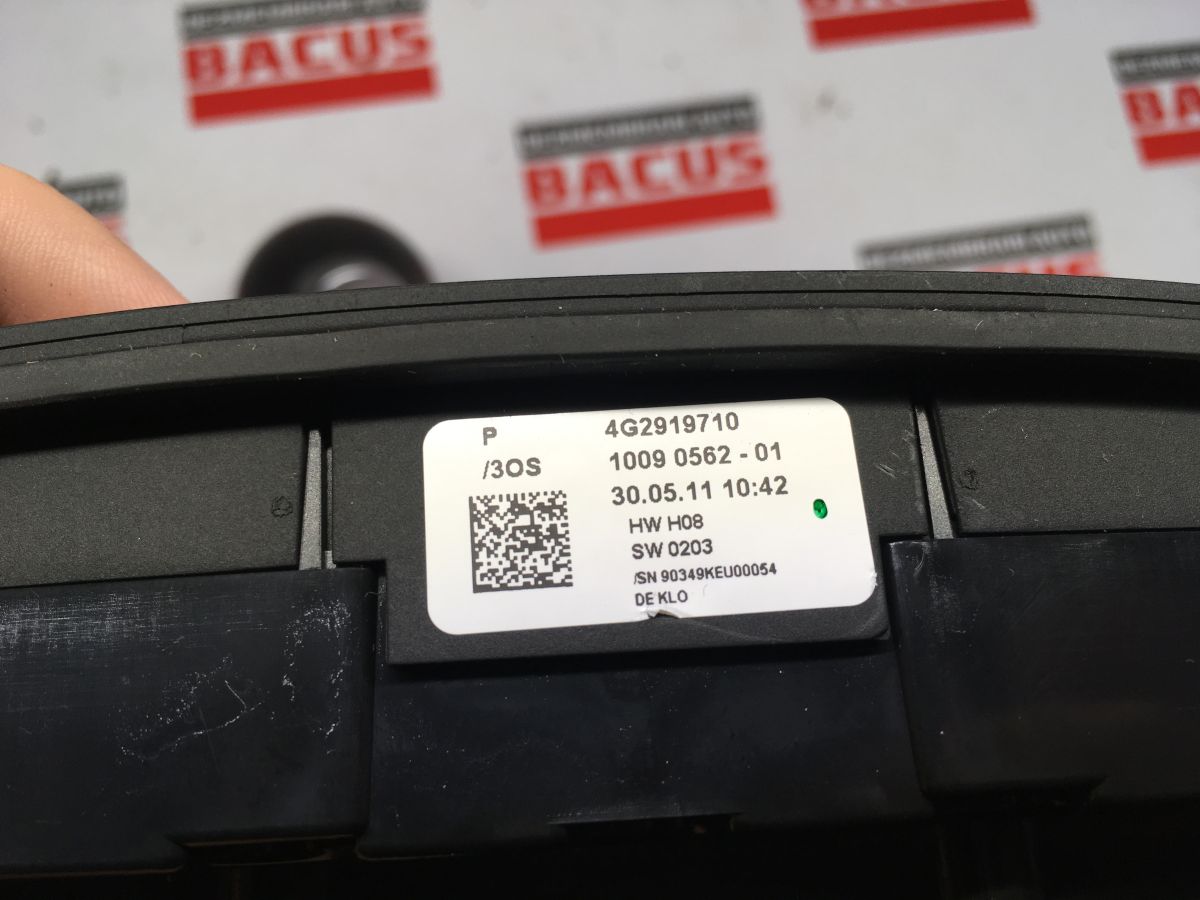 BACUS
BACUS
BACUS
P
4G2919710
/3OS
1009 0562 - 01
30.05.11 10:42
HW H08
SW 0203
/SN 90349KEU00054
DE KLO